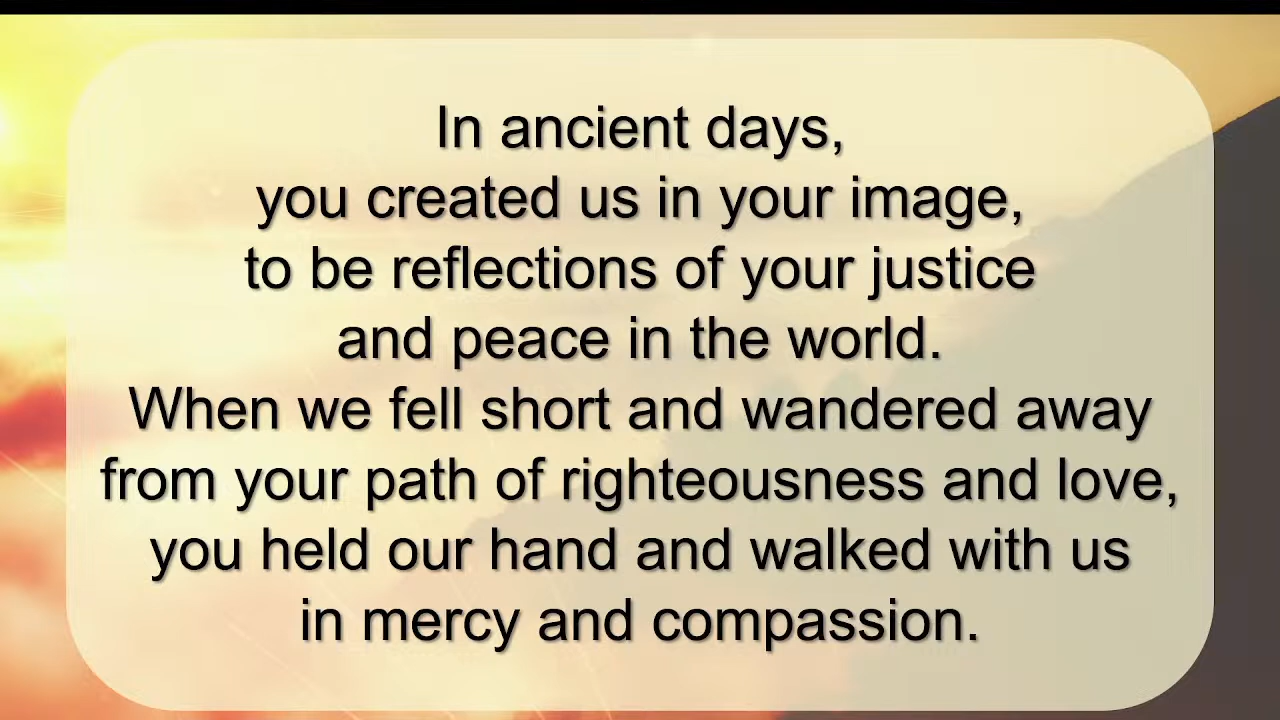 In ancient days,
you created us in your image,
to be reflections of your justice
and peace in the world.
When we fell short and wandered away
from your path of righteousness and love,
you held our hand and walked with us
in mercy and compassion.